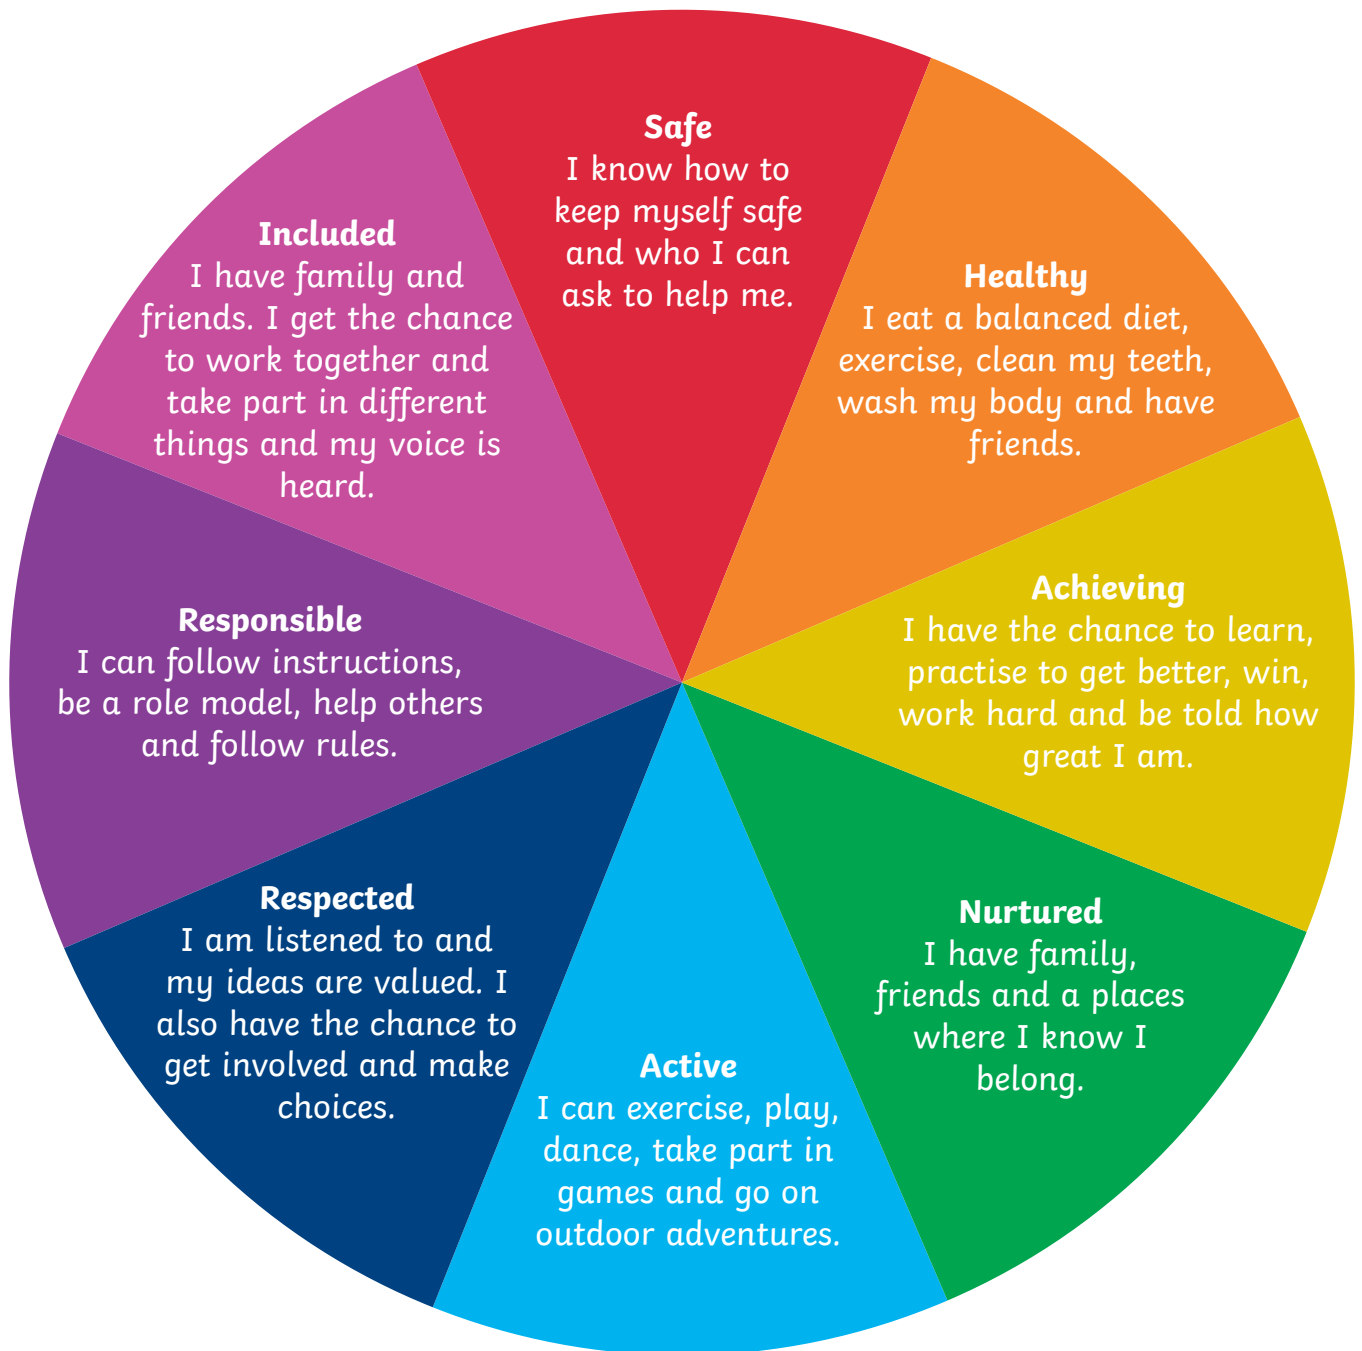 Safe
I know how to
keep myself safe
and who I can
ask to help me.
Healthy
I eat a balanced diet,
exercise, clean my teeth,
wash my body and have
friends.
Achieving
I have the chance to learn,
practise to get better, win,
work hard and be told how
great I am.
Nurtured
I have family,
friends and a places
where I know I
belong.
Active
I can exercise, play,
dance, take part in
games and go on
outdoor adventures.
Respected
I am listened to and
my ideas are valued. I
also have the chance to
get involved and make
choices.
Responsible
I can follow instructions,
be a role model, help others
and follow rules.
Included
I have family and
friends. I get the chance
to work together and
take part in different
things and my voice is
heard.